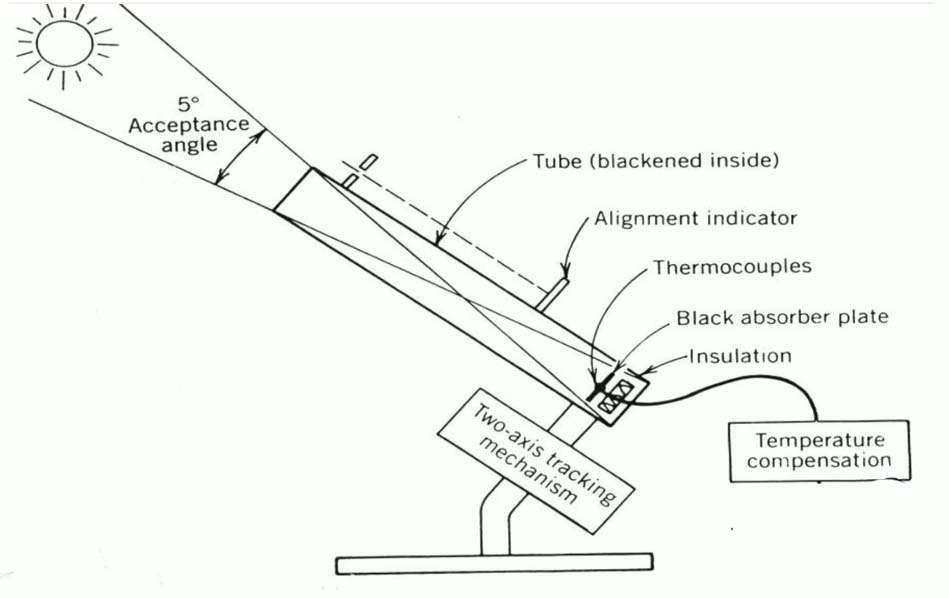 5°
Acceptance
angle
Tube (blackened inside)
Alignment indicator
Thermocouples
Black absorber plate
Insulation
Two-axis tracking
mechanism
Temperature
compensation